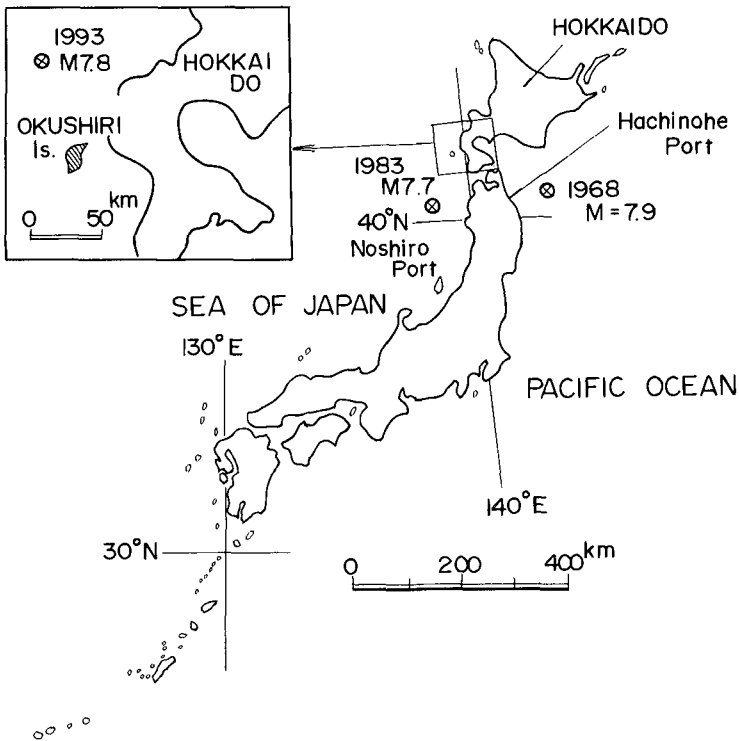 1993
M7.8
HOKKAI
DO
OKUSHIRI
Is.
0 50 km
HOKKAIDO
Hachinohe
Port
1983
M7.7
1968
M=7.9
40°N
Noshiro
Port
SEA OF JAPAN
130°E
PACIFIC OCEAN
140°E
30°N
0 200 400 km